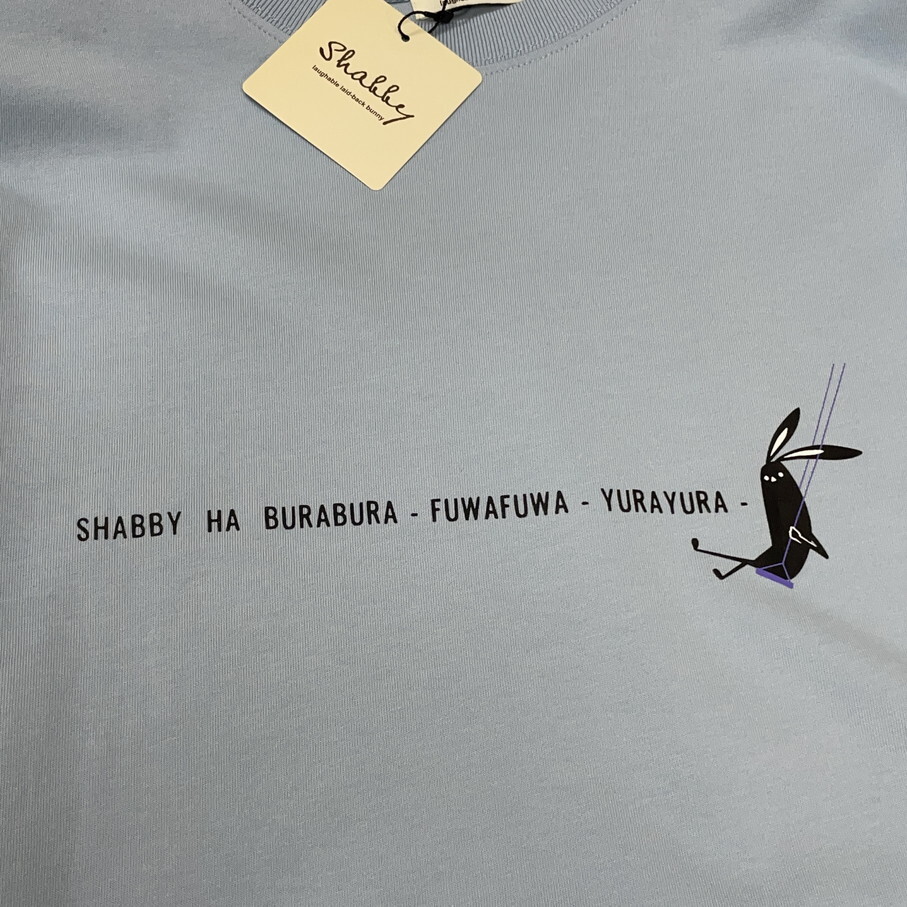 Shabby
laughable laid-back bunny
SHABBY HA BURABURA - FUWAFUWA - YURAYURA -